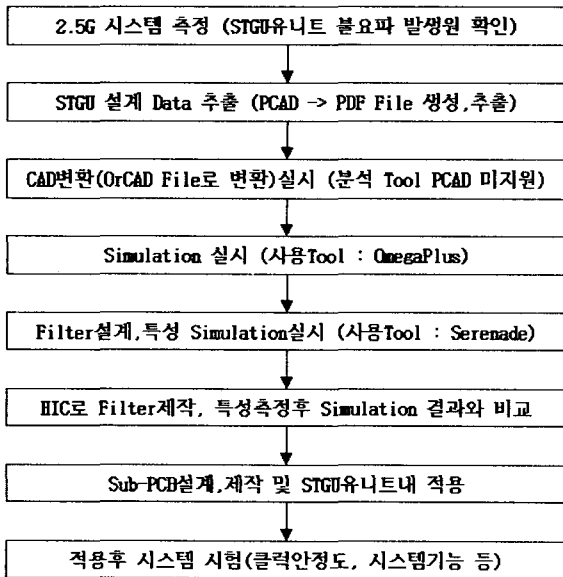 2.5G 시스템 측정 (STGU유니트 불요파 발생원 확인)
STGU 설계 Data 추출 (PCAD -> PDF File 생성,추출)
CAD변환(OrCAD File로 변환)실시 (분석 Tool PCAD 미지원)
Simulation 실시 (사용Tool : OmegaPlus)
Filter설계,특성 Simulation실시 (사용Tool : Serenade)
HIC로 Filter제작, 특성측정후 Simulation 결과와 비교
Sub-PCB설계,제작 및 STGU유니트내 적용
적용후 시스템 시험(클럭안정도, 시스템기능 등)